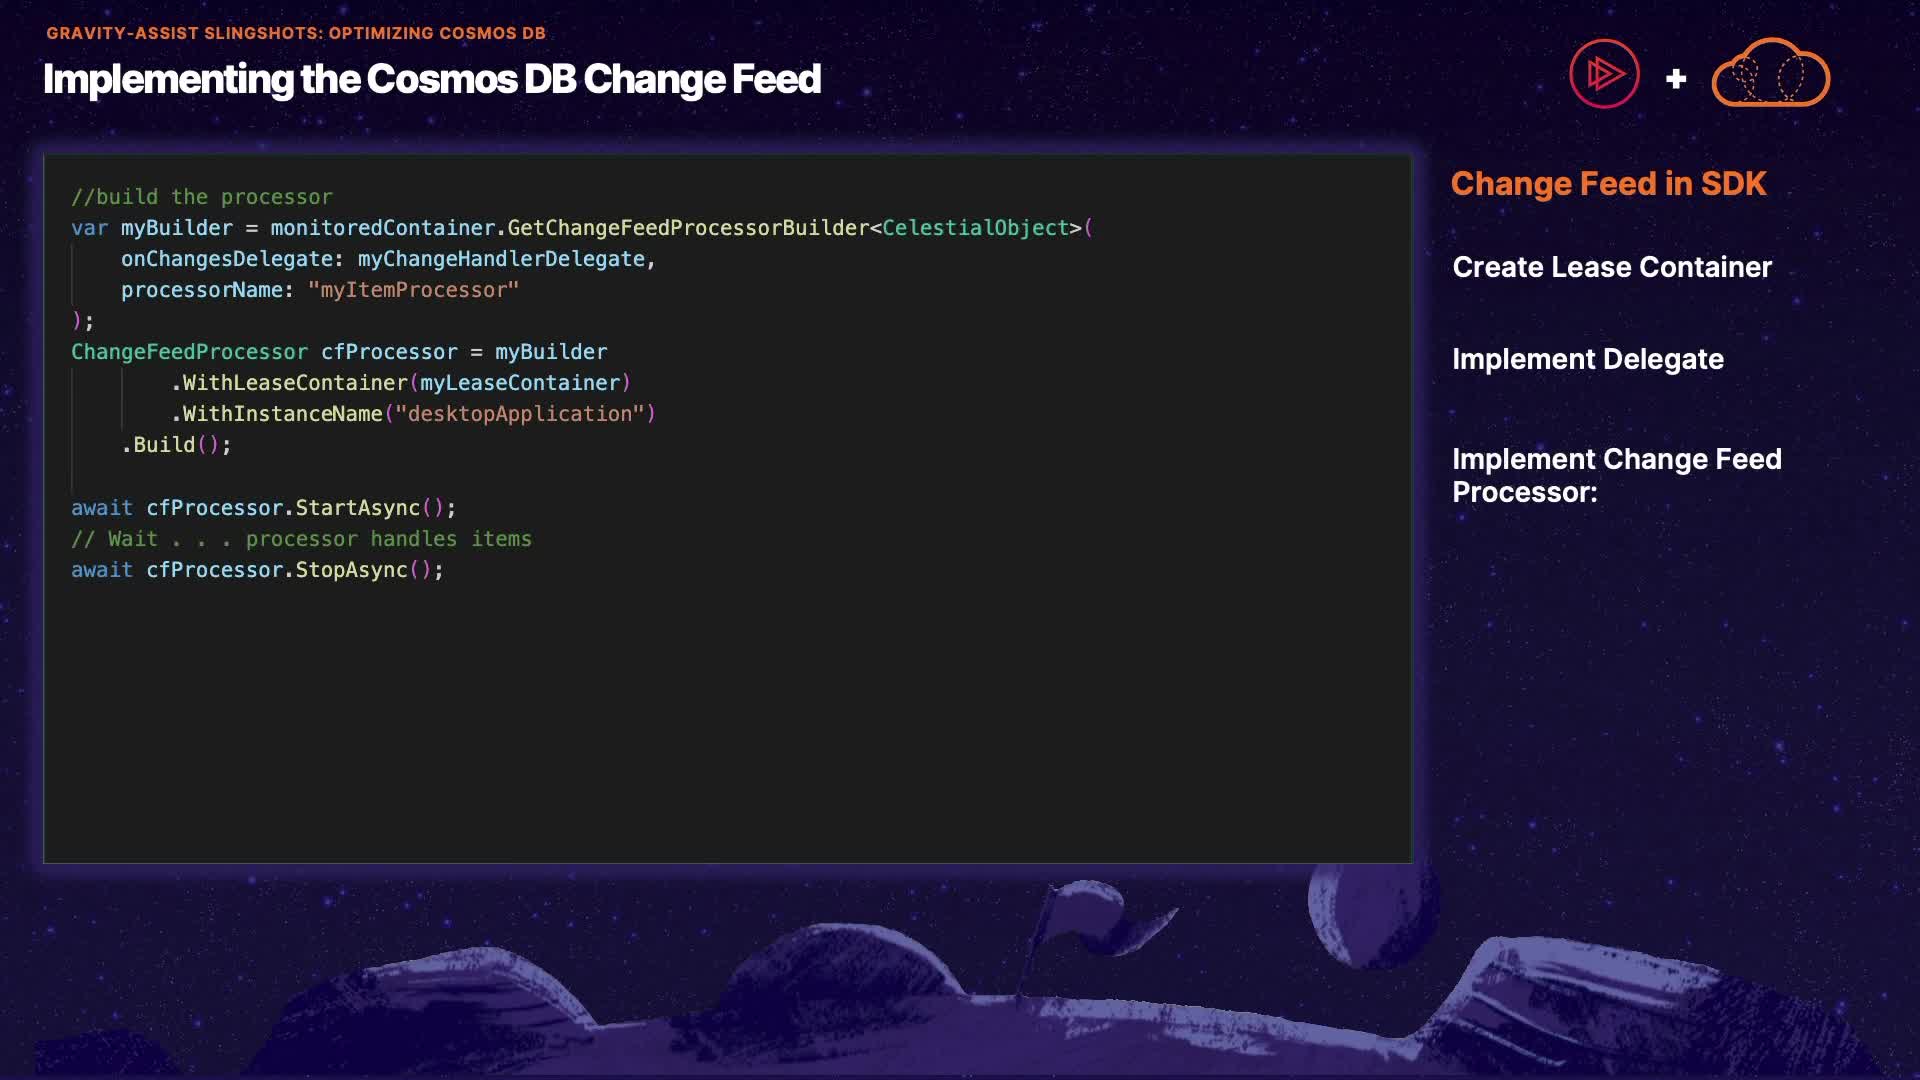 GRAVITY-ASSIST SLINGSHOTS: OPTIMIZING COSMOS DB
Implementing the Cosmos DB Change Feed
+
//build the processor
var myBuilder = monitoredContainer.GetChangeFeedProcessorBuilder<CelestialObject>(
    onChangesDelegate: myChangeHandlerDelegate,
    processorName: "myItemProcessor"
);
ChangeFeedProcessor cfProcessor = myBuilder
        .WithLeaseContainer(myLeaseContainer)
        .WithInstanceName("desktopApplication")
    .Build();
await cfProcessor.StartAsync();
// Wait . . . processor handles items
await cfProcessor.StopAsync();
Change Feed in SDK
Create Lease Container
Implement Delegate
Implement Change Feed
Processor: